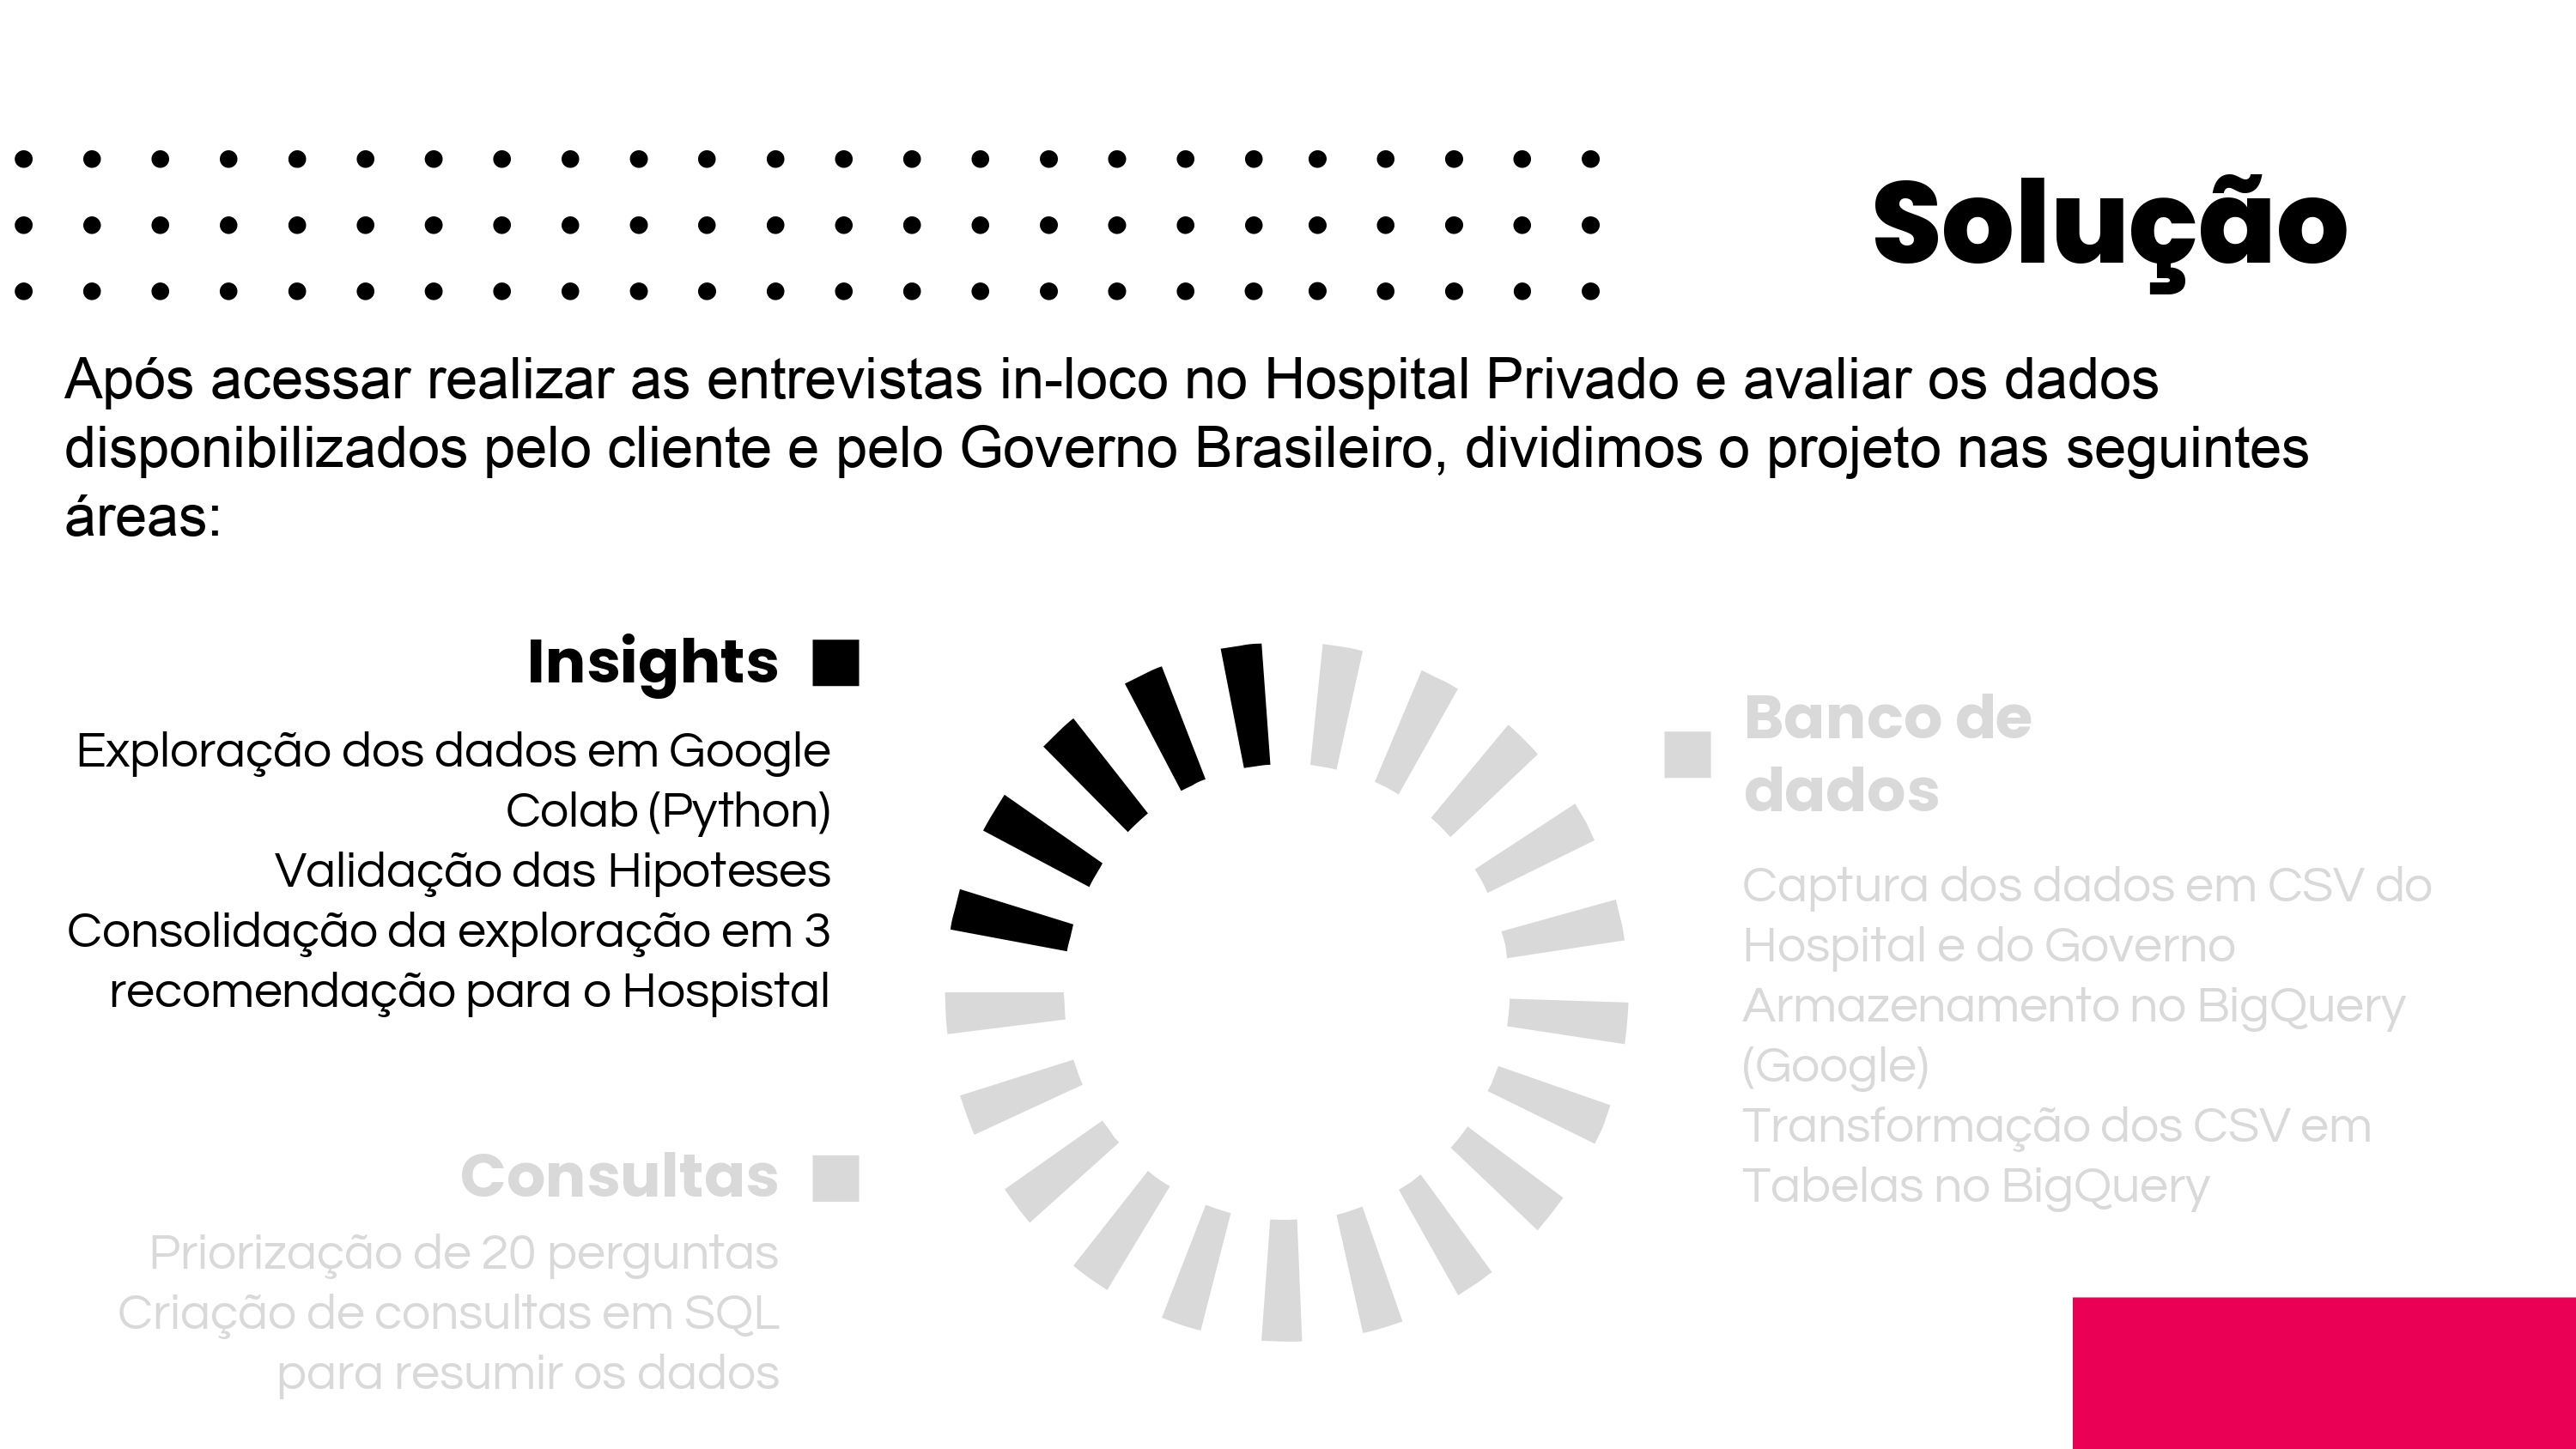 Solução
Após acessar realizar as entrevistas in-loco no Hospital Privado e avaliar os dados
disponibilizados pelo cliente e pelo Governo Brasileiro, dividimos o projeto nas seguintes
áreas:
Insights
Exploração dos dados em Google
Colab (Python)
Validação das Hipoteses
Consolidação da exploração em 3
recomendação para o Hospistal
Consultas
Priorização de 20 perguntas
Criação de consultas em SQL
para resumir os dados
Banco de
dados
Captura dos dados em CSV do
Hospital e do Governo
Armazenamento no BigQuery
(Google)
Transformação dos CSV em
Tabelas no BigQuery